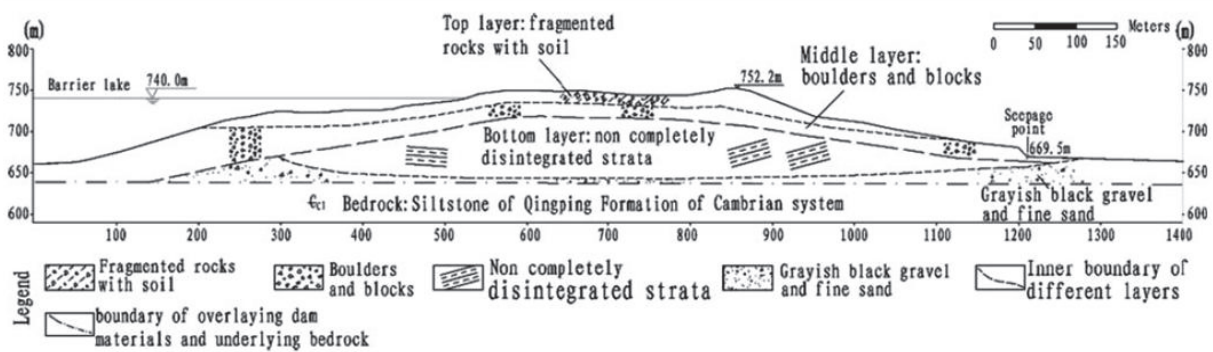 (m)
800
750
700
650
600
Barrier lake
740.0m
Top layer: fragmented
rocks with soil
752.2m
Middle layer:
boulders and blocks
Meters
0 50 100 150
(m)
800
750
700
650
600
Seepage
point
669.5m
Bottom layer: non completely
disintegrated strata
Grayish black gravel
and fine sand
Є
c1
Bedrock: Siltstone of Qingping Formation of Cambrian system
100 200 300 400 500 600 700 800 900 1000 1100 1200 1300 1400
Legend
Fragmented rocks
with soil
Boulders
and blocks
Non completely
disintegrated strata
Grayish black gravel
and fine sand
Inner boundary of
different layers
boundary of overlaying dam
materials and underlying bedrock